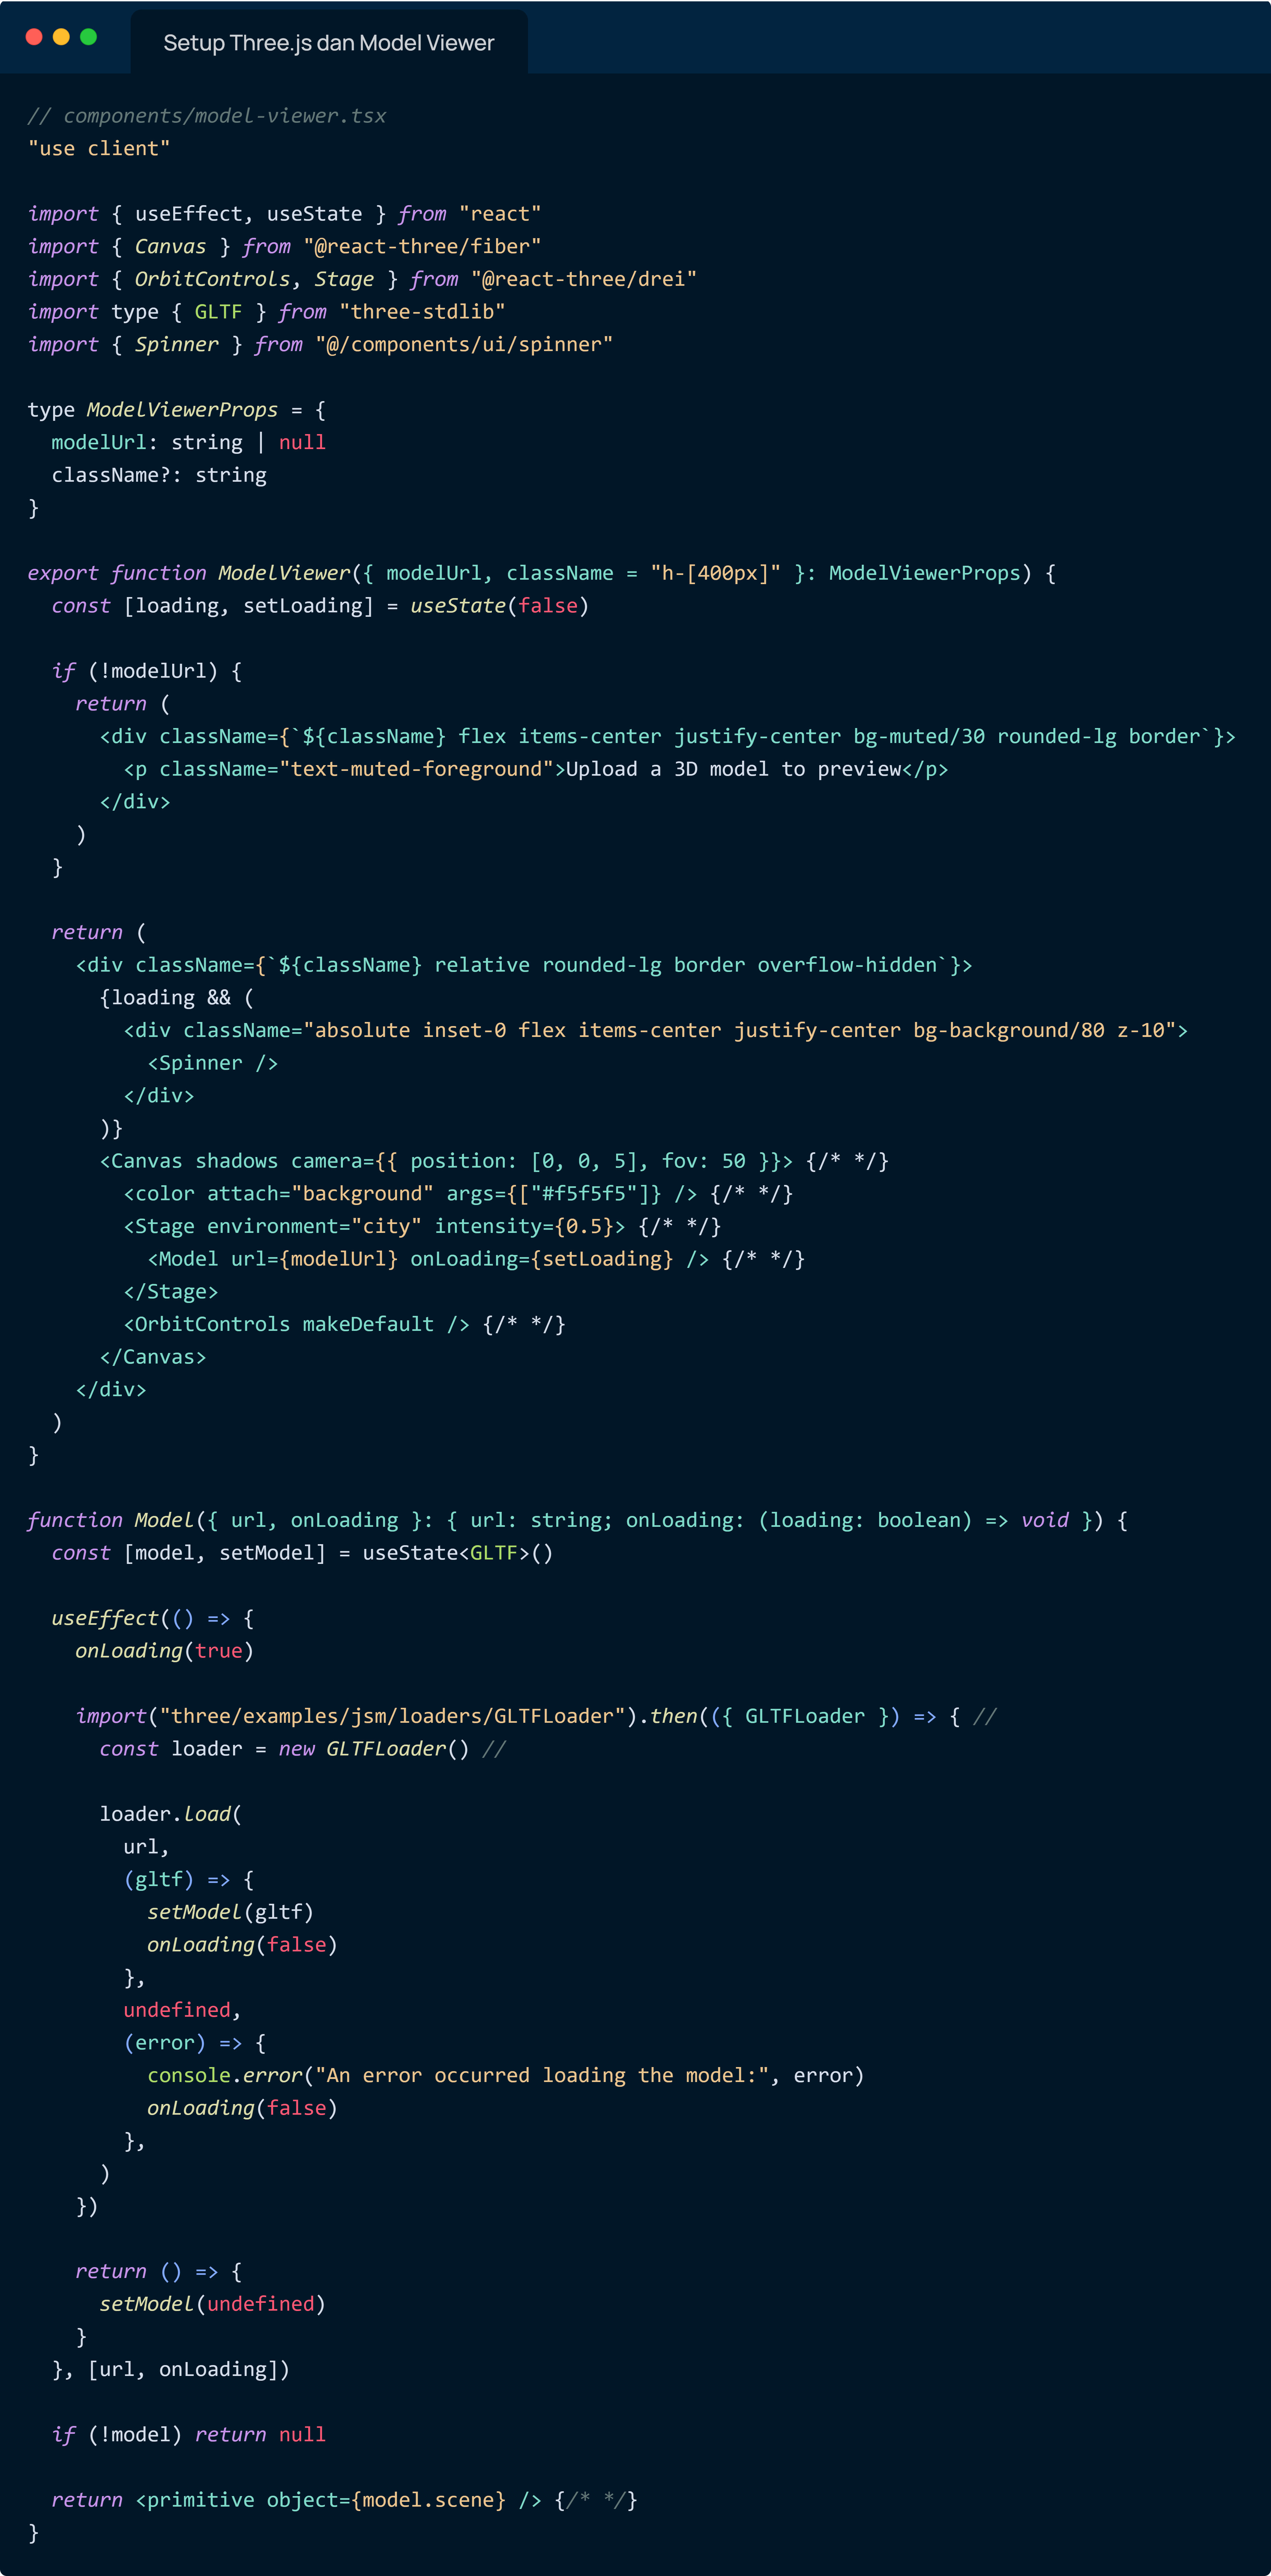 Setup Three.js dan Model Viewer
// components/model-viewer.tsx
"use client"

import { useEffect, useState } from "react"
import { Canvas } from "@react-three/fiber"
import { OrbitControls, Stage } from "@react-three/drei"
import type { GLTF } from "three-stdlib"
import { Spinner } from "@/components/ui/spinner"

type ModelViewerProps = {
  modelUrl: string | null
  className?: string
}

export function ModelViewer({ modelUrl, className = "h-[400px]" }: ModelViewerProps) {
  const [loading, setLoading] = useState(false)

  if (!modelUrl) {
    return (
      <div className={`${className} flex items-center justify-center bg-muted/30 rounded-lg border`}>
        <p className="text-muted-foreground">Upload a 3D model to preview</p>
      </div>
    )
  }

  return (
    <div className={`${className} relative rounded-lg border overflow-hidden`}>
      {loading && (
        <div className="absolute inset-0 flex items-center justify-center bg-background/80 z-10">
          <Spinner />
        </div>
      )}
      <Canvas shadows camera={{ position: [0, 0, 5], fov: 50 }}> {/* */}
        <color attach="background" args={["#f5f5f5"]} /> {/* */}
        <Stage environment="city" intensity={0.5}> {/* */}
          <Model url={modelUrl} onLoading={setLoading} /> {/* */}
        </Stage>
        <OrbitControls makeDefault /> {/* */}
      </Canvas>
    </div>
  )
}

function Model({ url, onLoading }: { url: string; onLoading: (loading: boolean) => void }) {
  const [model, setModel] = useState<GLTF>()

  useEffect(() => {
    onLoading(true)

    import("three/examples/jsm/loaders/GLTFLoader").then(({ GLTFLoader }) => { //
      const loader = new GLTFLoader() //

      loader.load(
        url,
        (gltf) => {
          setModel(gltf)
          onLoading(false)
        },
        undefined,
        (error) => {
          console.error("An error occurred loading the model:", error)
          onLoading(false)
        },
      )
    })

    return () => {
      setModel(undefined)
    }
  }, [url, onLoading])

  if (!model) return null

  return <primitive object={model.scene} /> {/* */}
}